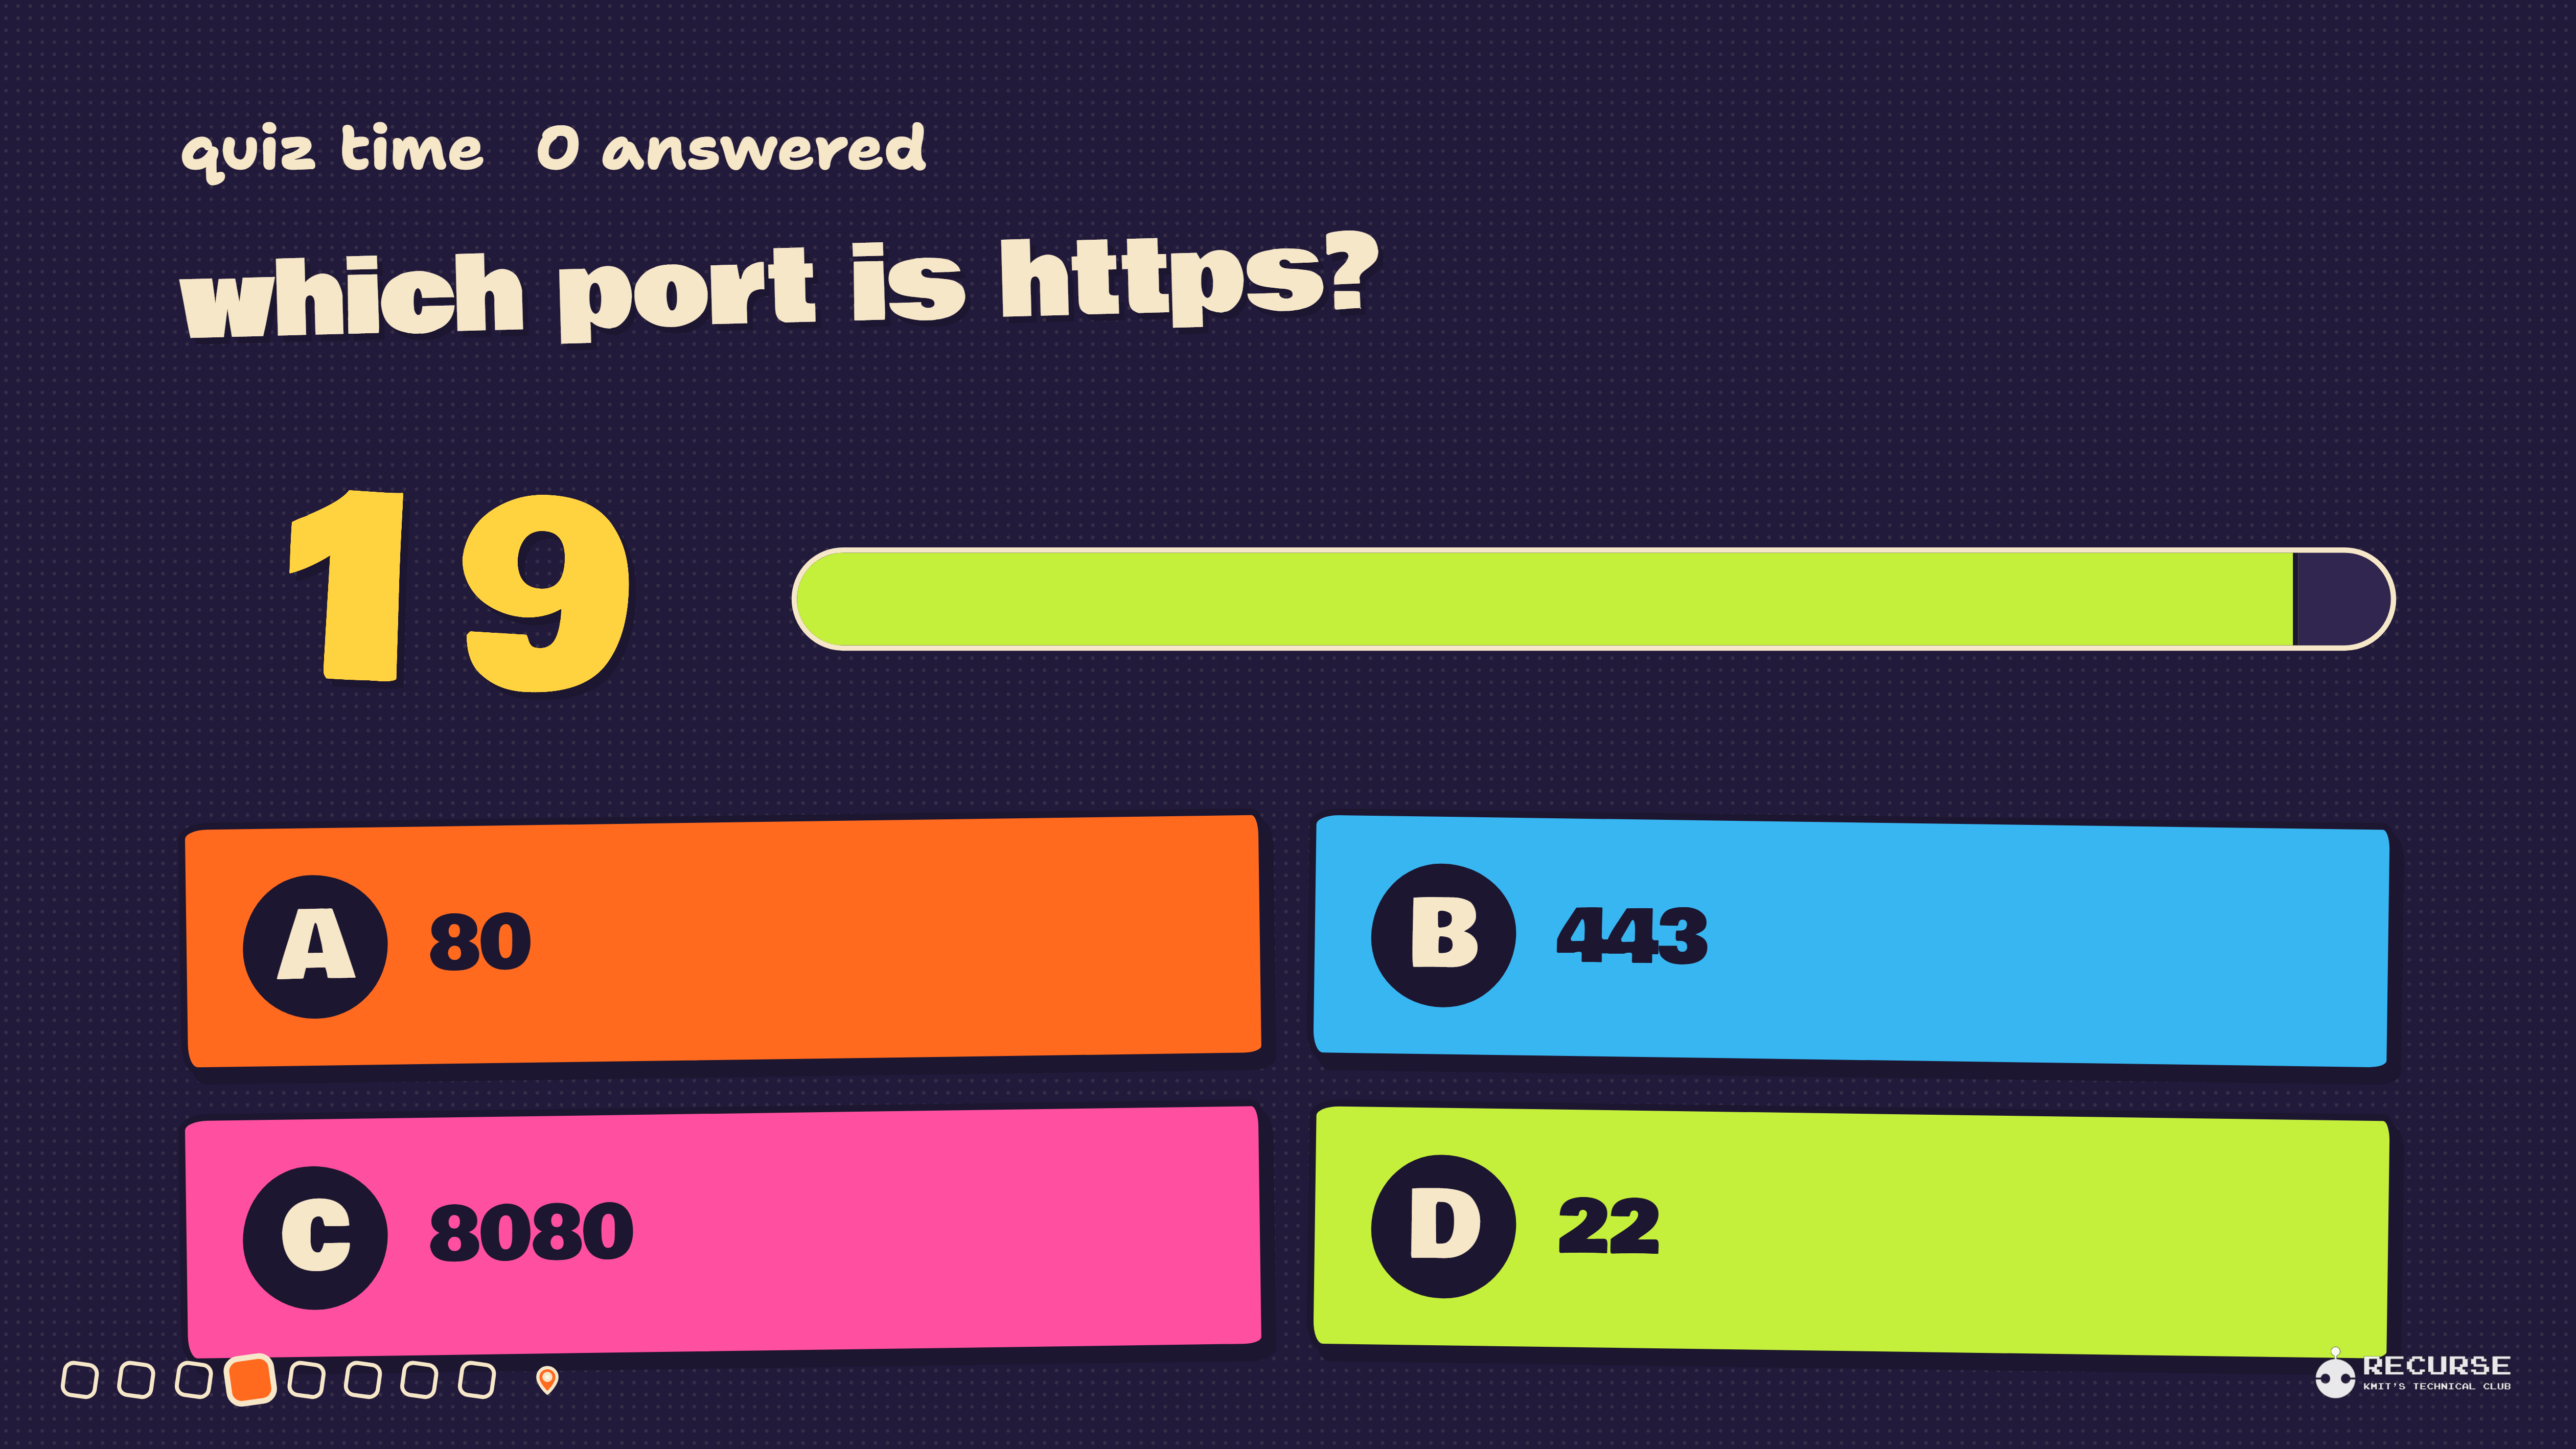 quiz time 0 answered
which port is https?
19
A 80
B 443
C 8080
D 22
RECURSE
KMIT'S TECHNICAL CLUB